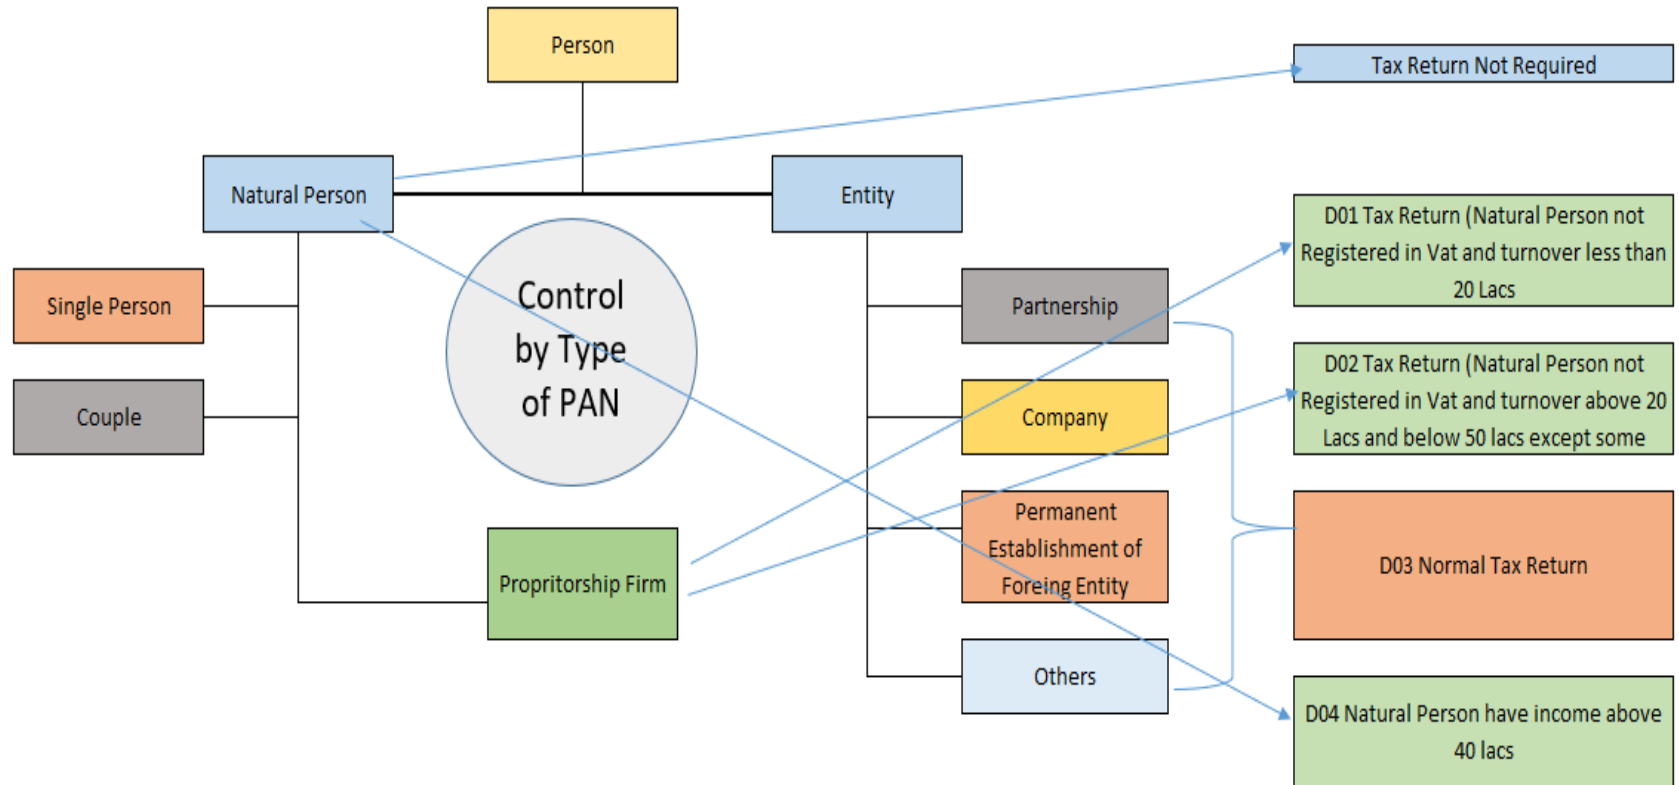 Person
Tax Return Not Required
Natural Person
Entity
D01 Tax Return (Natural Person not
Registered in Vat and turnover less than
20 Lacs
Control
by Type
of PAN
Single Person
Partnership
D02 Tax Return (Natural Person not
Registered in Vat and turnover above 20
Lacs and below 50 lacs except some
Couple
Company
Permanent
Establishment of
Foreing Entity
Propritorship Firm
D03 Normal Tax Return
Others
D04 Natural Person have income above
40 lacs